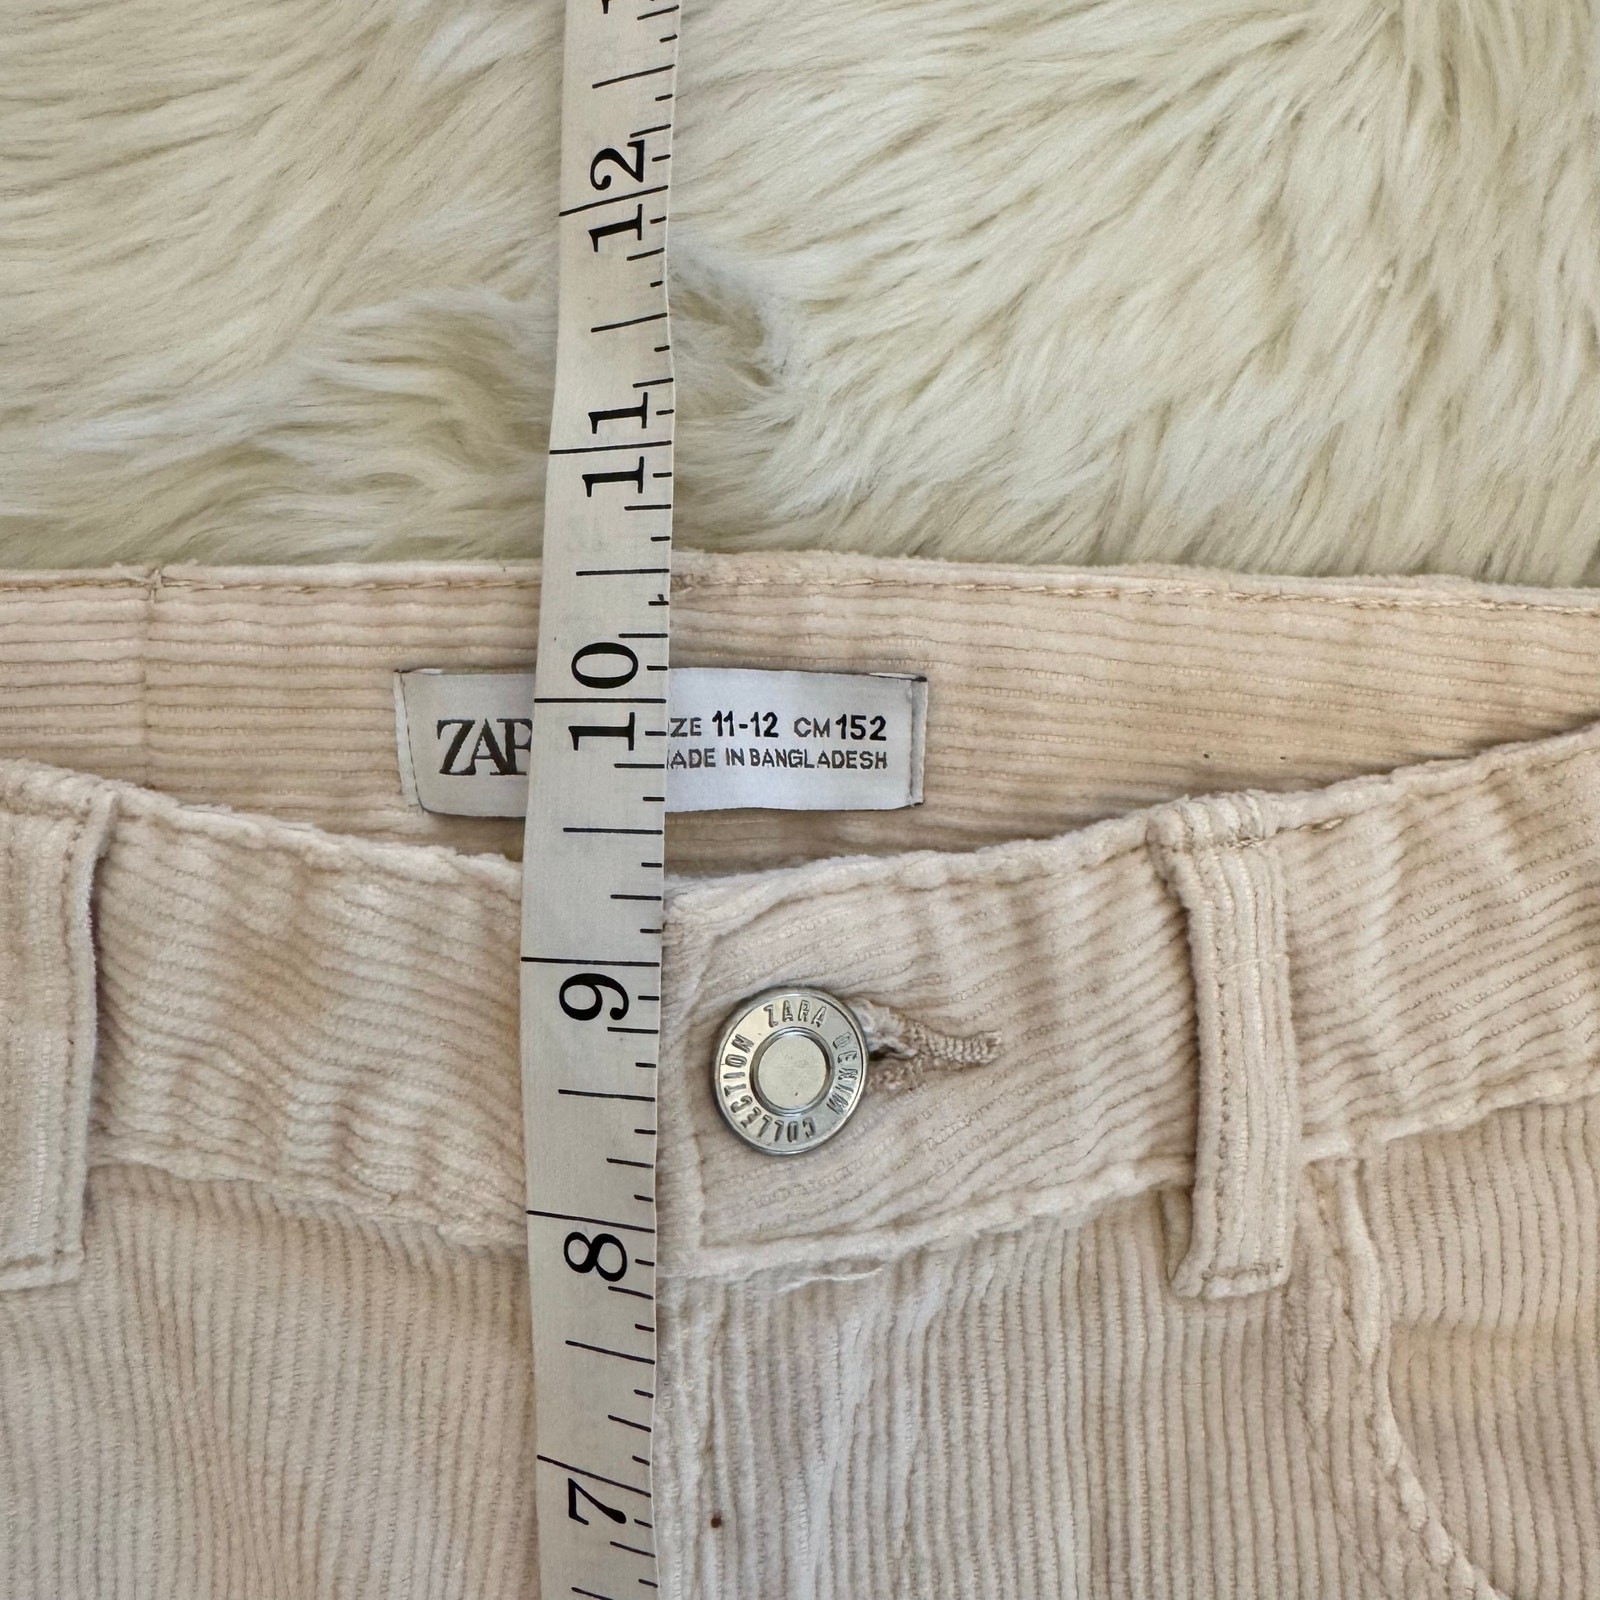 12
11
10
ZAR
ZE 11-12 CM 152
ADE IN BANGLADESH
9
ZARA DENIM COLLECTION
8
7